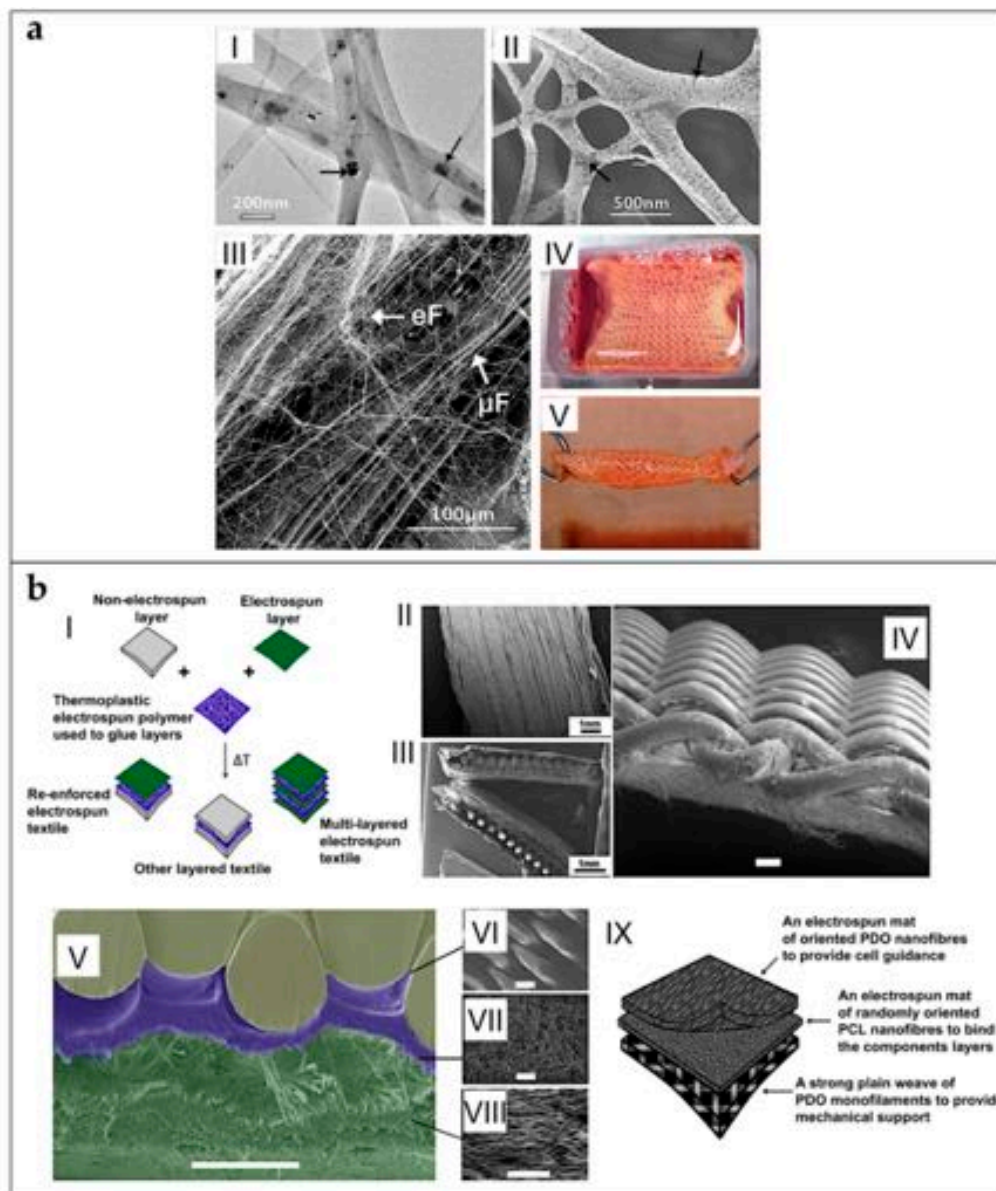 a
I
II
200nm
500nm
III
IV
eF
µF
V
100µm
b
I
Non-electrospun
layer
Electrospun
layer
+
+
Thermoplastic
electrospun polymer
used to glue layers
ΔT
Re-enforced
electrospun
textile
Multi-layered
electrospun
textile
Other layered textile
II
1mm
III
1mm
IV
V
VI
VII
VIII
IX
An electrospun mat
of oriented PDO nanofibres
to provide cell guidance
An electrospun mat
of randomly oriented
PCL nanofibres to bind
the components layers
A strong plain weave of
PDO monofilaments to provide
mechanical support